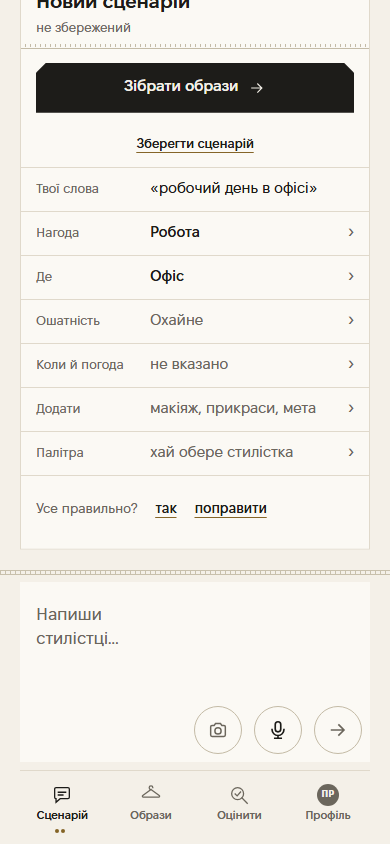 Новий сценарій
не збережений
Зібрати образи →
Зберегти сценарій
Твої слова «робочий день в офісі»
Нагода Робота
Де Офіс
Ошатність Охайне
Коли й погода не вказано
Додати макіяж, прикраси, мета
Палітра хай обере стилістка
Усе правильно? так поправити
Напиши
стилістці...
Сценарій Образи Оцінити ПР Профіль